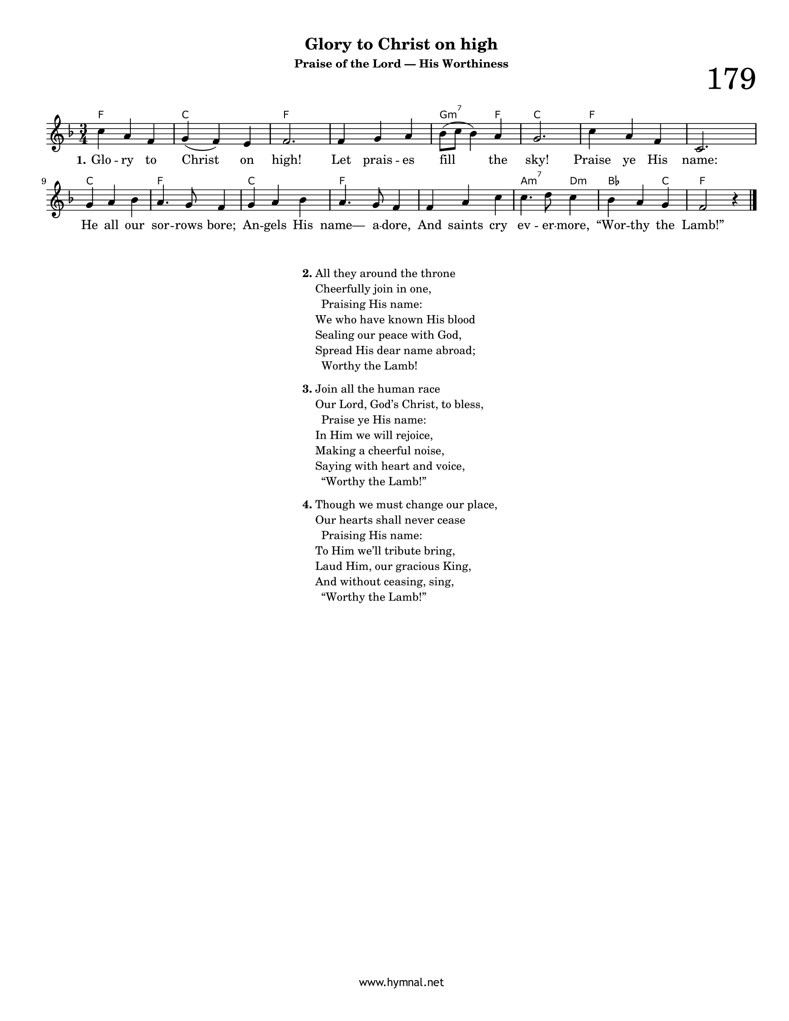 Glory to Christ on high
Praise of the Lord — His Worthiness
179
F C F Gm7 F C F
1. Glo - ry to Christ on high! Let prais - es fill the sky! Praise ye His name:
9
C F C F Am7 Dm B♭ C F
He all our sor - rows bore; An - gels His name— a - dore, And saints cry ev - er - more, “Wor - thy the Lamb!”
2. All they around the throne
Cheerfully join in one,
Praising His name:
We who have known His blood
Sealing our peace with God,
Spread His dear name abroad;
Worthy the Lamb!
3. Join all the human race
Our Lord, God’s Christ, to bless,
Praise ye His name:
In Him we will rejoice,
Making a cheerful noise,
Saying with heart and voice,
“Worthy the Lamb!”
4. Though we must change our place,
Our hearts shall never cease
Praising His name:
To Him we’ll tribute bring,
Laud Him, our gracious King,
And without ceasing, sing,
“Worthy the Lamb!”
www.hymnal.net